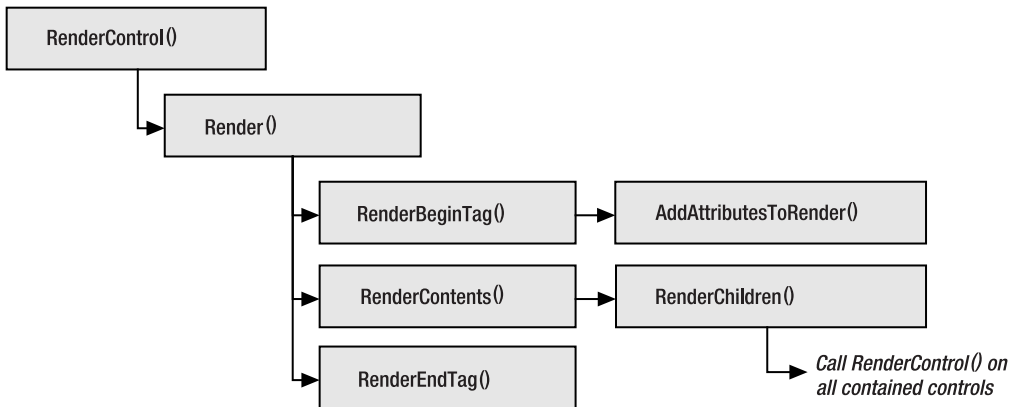 RenderControl()
Render()
RenderBeginTag()
AddAttributesToRender()
RenderContents()
RenderChildren()
RenderEndTag()
Call RenderControl() on
all contained controls